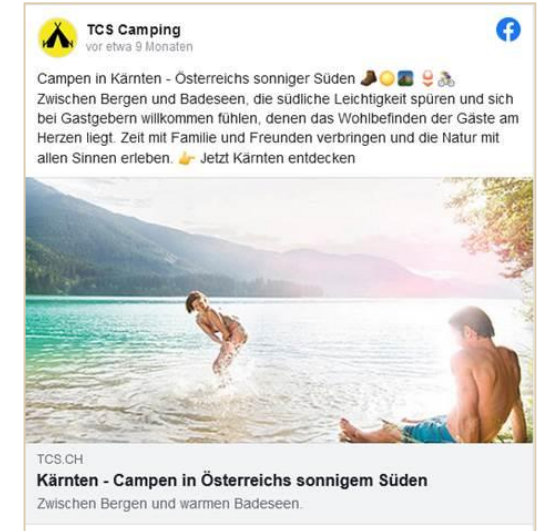 TCS Camping
vor etwa 9 Monaten
Campen in Kärnten - Österreichs sonniger Süden 🥾🌞🏞️ 👙🚴
Zwischen Bergen und Badeseen, die südliche Leichtigkeit spüren und sich
bei Gastgebern willkommen fühlen, denen das Wohlbefinden der Gäste am
Herzen liegt. Zeit mit Familie und Freunden verbringen und die Natur mit
allen Sinnen erleben. 👉 Jetzt Kärnten entdecken
TCS.CH
Kärnten - Campen in Österreichs sonnigem Süden
Zwischen Bergen und warmen Badeseen.